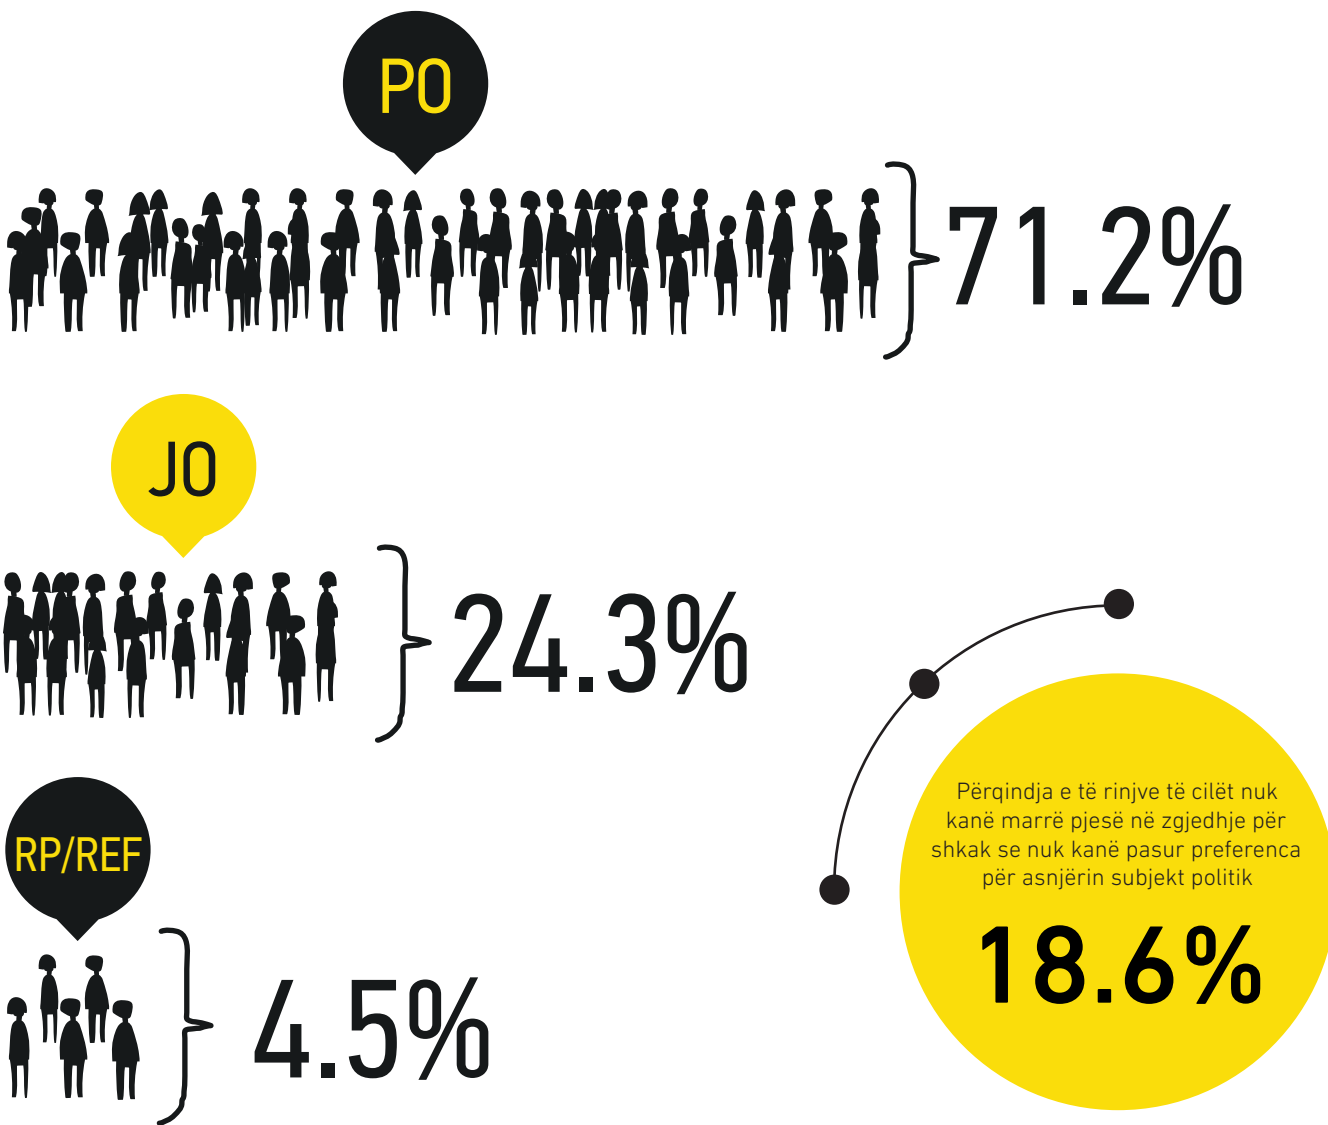 PO
71.2%
JO
24.3%
RP/REF
4.5%
Përqindja e të rinjve të cilët nuk
kanë marrë pjesë në zgjedhje për
shkak se nuk kanë pasur preferenca
për asnjërin subjekt politik
18.6%